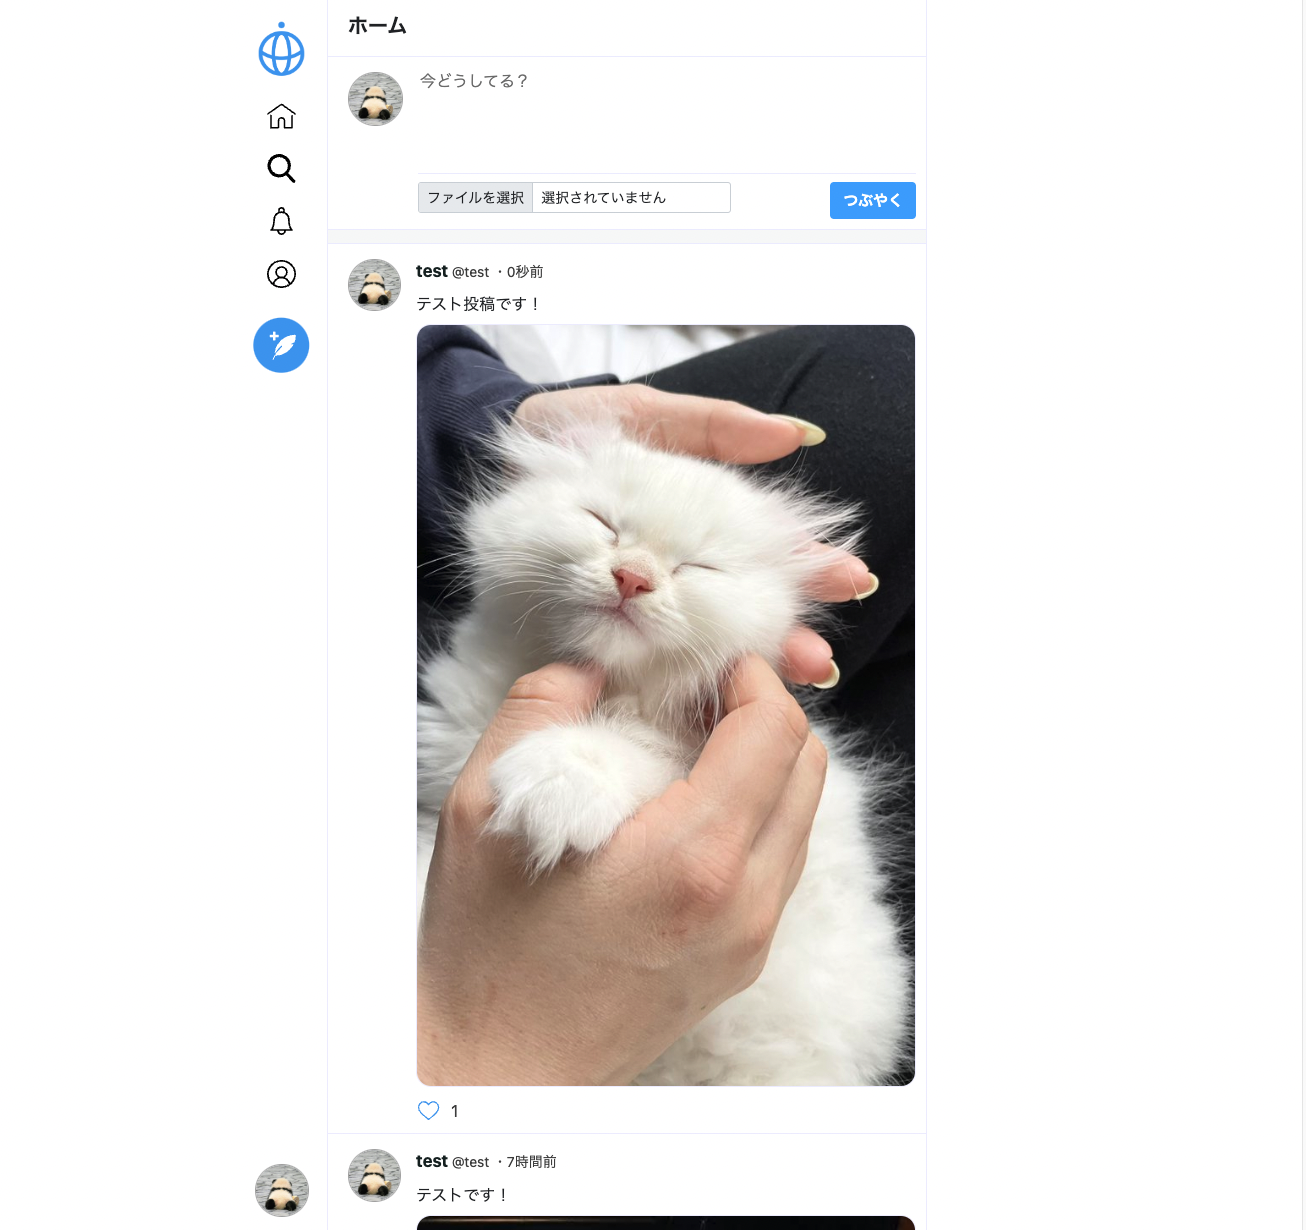 ホーム
今どうしてる？
ファイルを選択 選択されていません
つぶやく
test @test ・0秒前
テスト投稿です！
1
test @test ・7時間前
テストです！